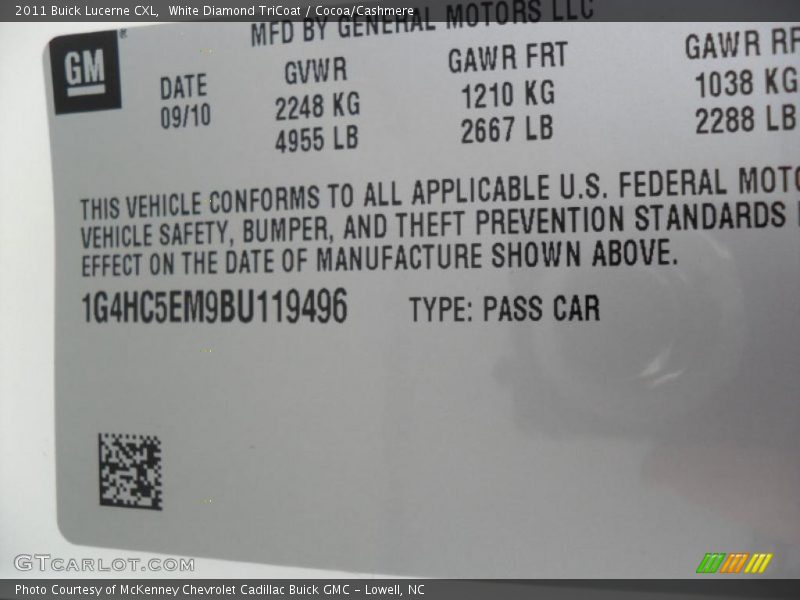 2011 Buick Lucerne CXL, White Diamond TriCoat / Cocoa/Cashmere
MFD BY GENERAL MOTORS LLC
GM
DATE GVWR GAWR FRT GAWR RR
09/10 2248 KG 1210 KG 1038 KG
4955 LB 2667 LB 2288 LB
THIS VEHICLE CONFORMS TO ALL APPLICABLE U.S. FEDERAL MOTO
VEHICLE SAFETY, BUMPER, AND THEFT PREVENTION STANDARDS
EFFECT ON THE DATE OF MANUFACTURE SHOWN ABOVE.
1G4HC5EM9BU119496 TYPE: PASS CAR
GTCARLOT.COM
Photo Courtesy of McKenney Chevrolet Cadillac Buick GMC - Lowell, NC